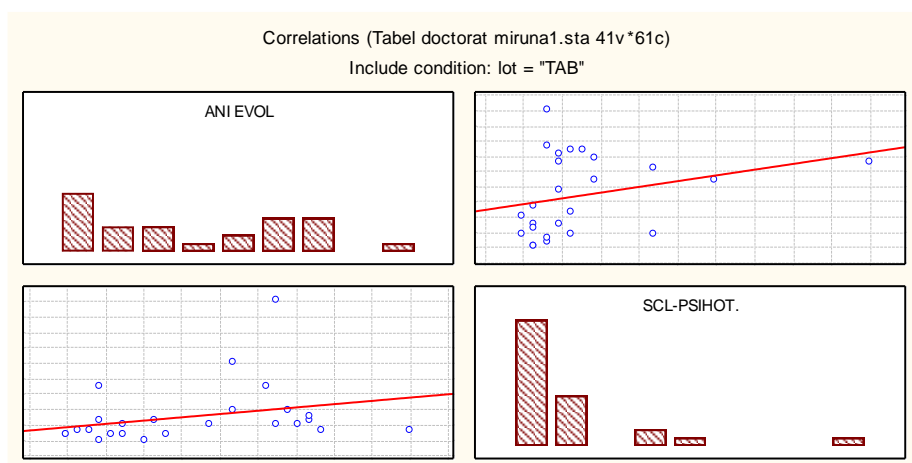 Correlations (Tabel doctorat miruna1.sta 41v*61c)
Include condition: lot = "TAB"
ANI EVOL
SCL-PSIHOT.